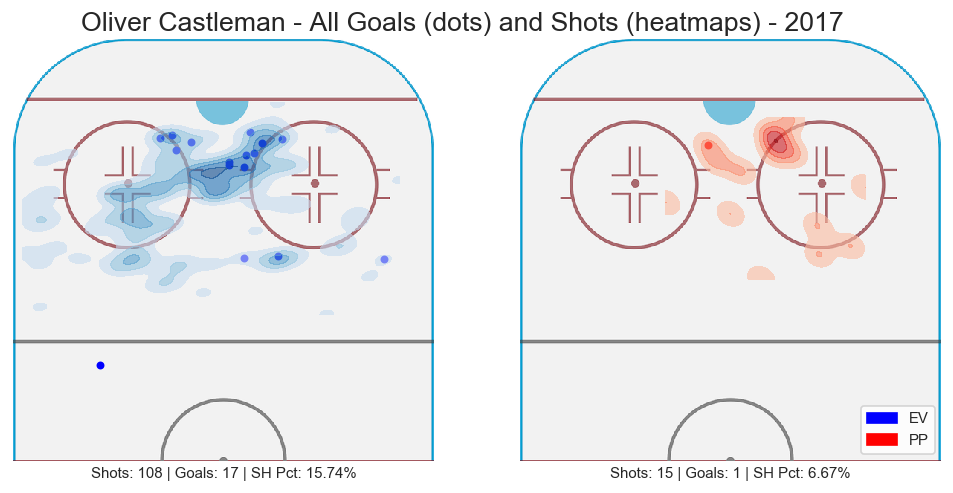 Oliver Castleman - All Goals (dots) and Shots (heatmaps) - 2017
EV
PP
Shots: 108 | Goals: 17 | SH Pct: 15.74%
Shots: 15 | Goals: 1 | SH Pct: 6.67%